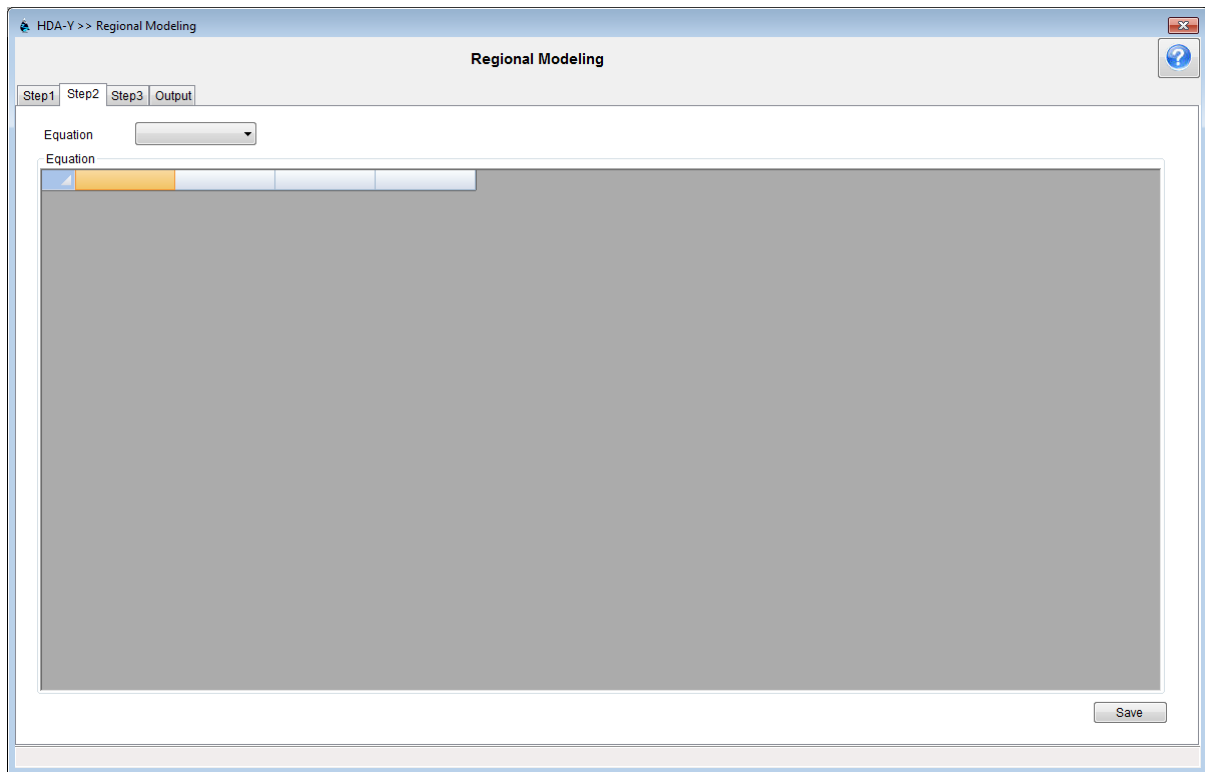 HDA-Y >> Regional Modeling
Regional Modeling
Step1 Step2 Step3 Output
Equation
Equation
Save